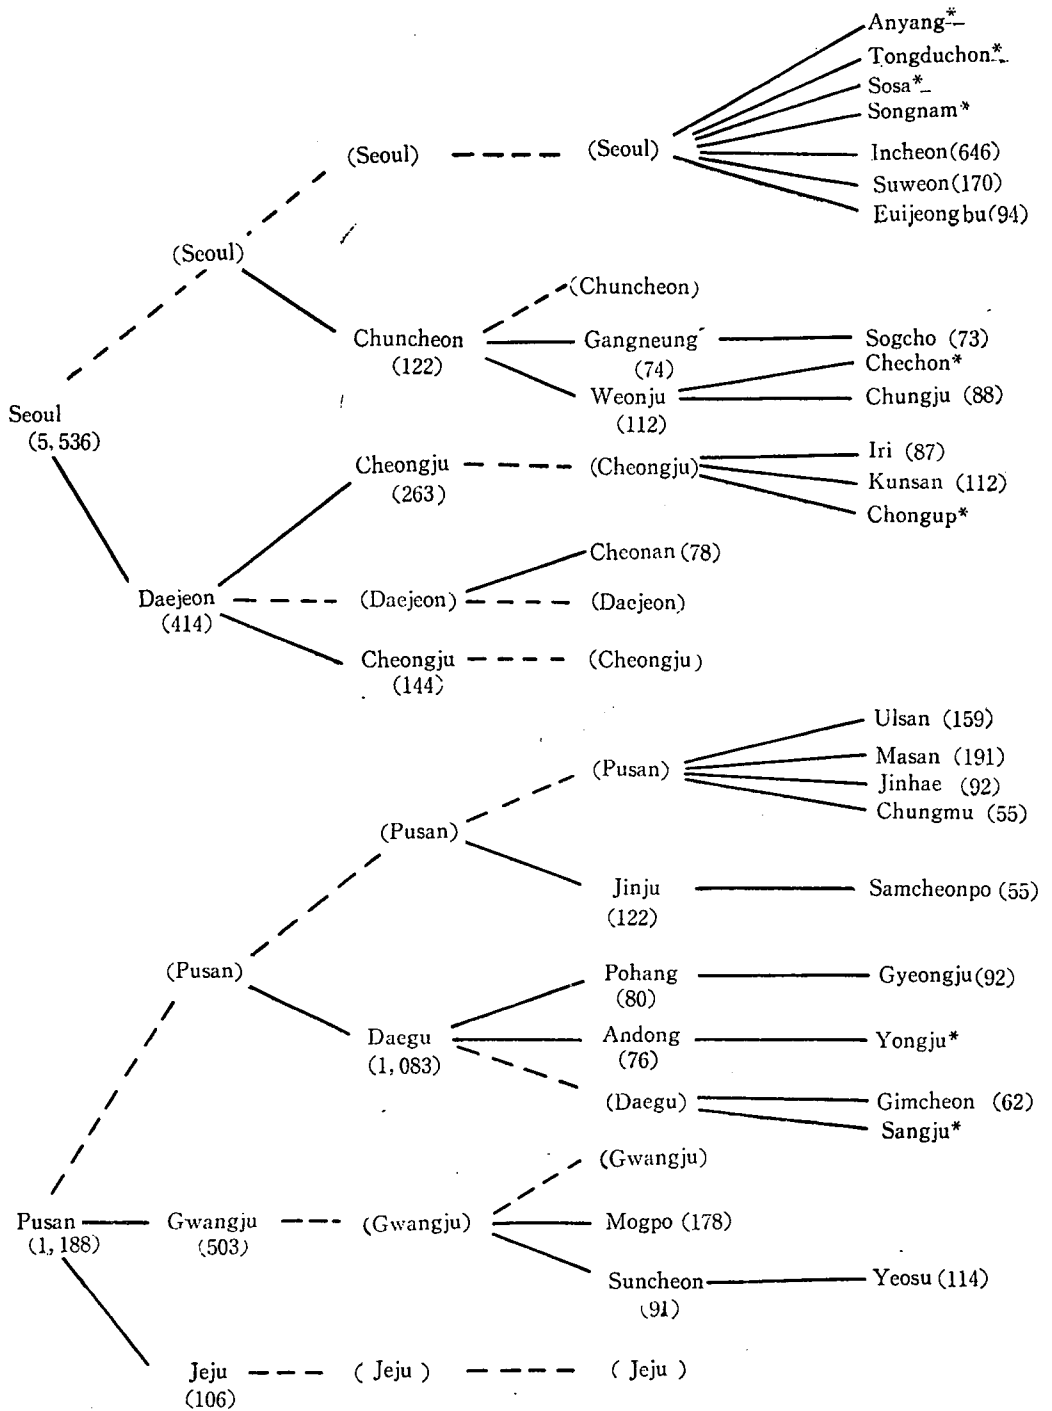 Anyang*
Tongduchon*
Sosa*
Songnam*
(Seoul)
(Seoul)
Incheon(646)
Suweon(170)
Euijeongbu(94)
(Seoul)
(Chuncheon)
Chuncheon
(122)
Gangneung
(74)
Sogcho (73)
Chechon*
Weonju
(112)
Chungju (88)
Seoul
(5,536)
Cheongju
(263)
(Cheongju)
Iri (87)
Kunsan (112)
Chongup*
Cheonan (78)
Daejeon
(414)
(Daejeon)
(Daejeon)
Cheongju
(144)
(Cheongju)
Ulsan (159)
(Pusan)
Masan (191)
Jinhae (92)
Chungmu (55)
(Pusan)
Jinju
(122)
Samcheonpo (55)
(Pusan)
Pohang
(80)
Gyeongju(92)
Daegu
(1,083)
Andong
(76)
Yongju*
(Daegu)
Gimcheon (62)
Sangju*
(Gwangju)
Pusan
(1,188)
Gwangju
(503)
(Gwangju)
Mogpo (178)
Suncheon
(91)
Yeosu (114)
Jeju
(106)
( Jeju )
( Jeju )